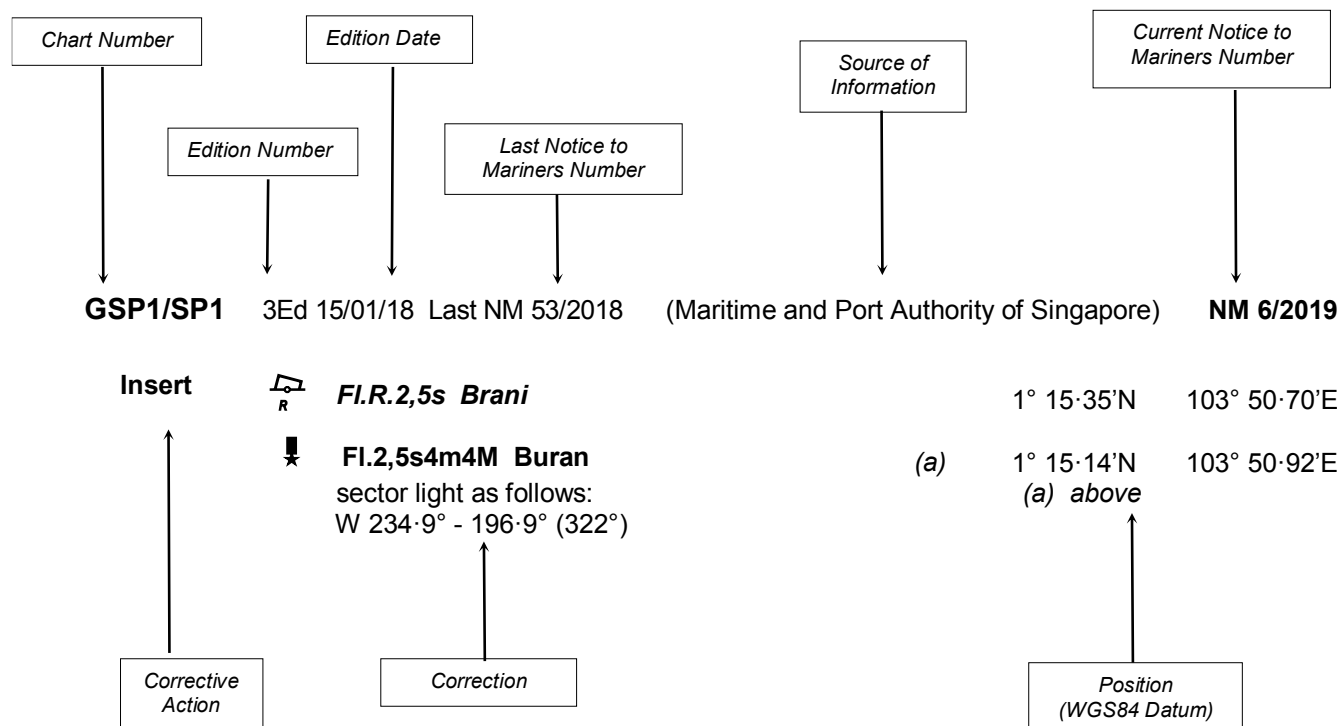 Chart Number
Edition Date
Source of
Information
Current Notice to
Mariners Number
Edition Number
Last Notice to
Mariners Number
GSP1/SP1 3Ed 15/01/18 Last NM 53/2018 (Maritime and Port Authority of Singapore) NM 6/2019
Insert R Fl.R.2,5s Brani 1° 15·35’N 103° 50·70’E
Fl.2,5s4m4M Buran (a) 1° 15·14’N 103° 50·92’E
sector light as follows: (a) above
W 234·9° - 196·9° (322°)
Corrective
Action
Correction
Position
(WGS84 Datum)